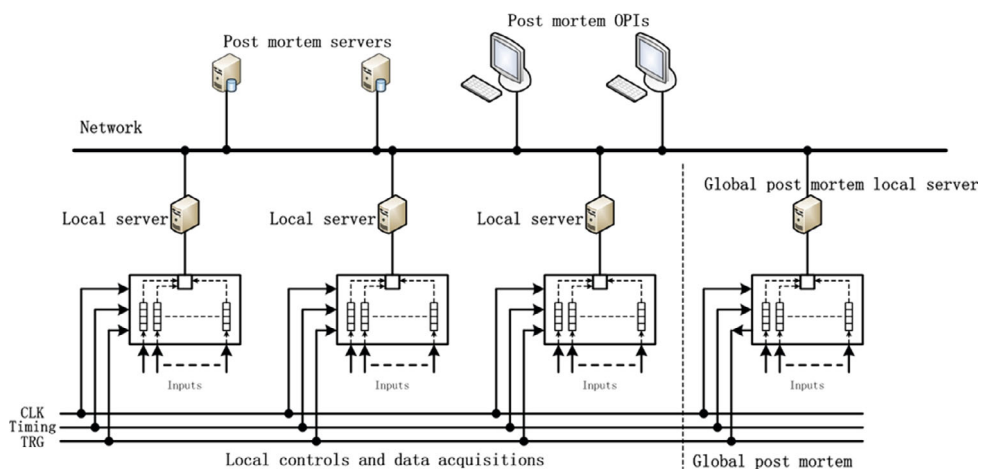 Post mortem OPIs
Post mortem servers
Network
Global post mortem local server
Local server
Local server
Local server
Inputs
Inputs
Inputs
Inputs
CLK
Timing
TRG
Local controls and data acquisitions
Global post mortem